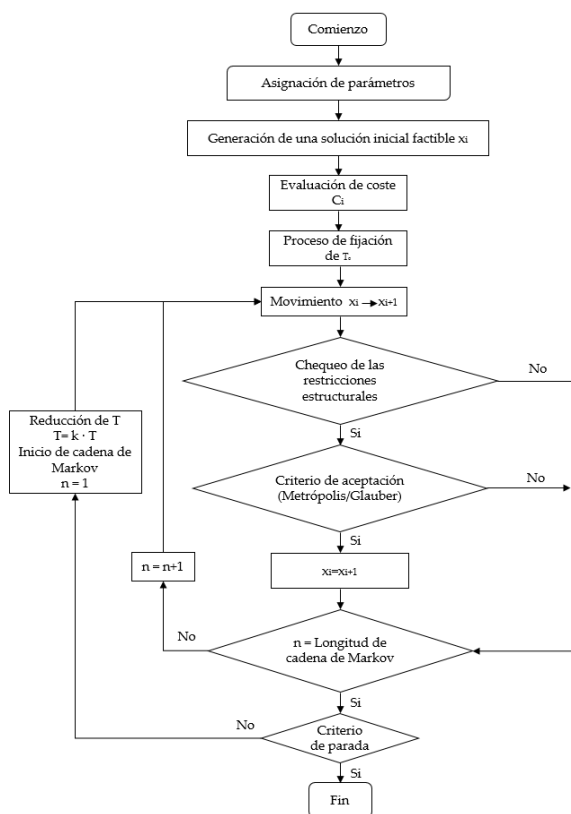 Comienzo
Asignación de parámetros
Generación de una solución inicial factible xi
Evaluación de coste
Ci
Proceso de fijación
de T₀
Movimiento xi → xi+1
Chequeo de las
restricciones
estructurales
No
Si
Reducción de T
T= k · T
Inicio de cadena de
Markov
n = 1
Criterio de aceptación
(Metrópolis/Glauber)
No
Si
n = n+1
xi=xi+1
No
n = Longitud de
cadena de Markov
Si
No
Criterio
de parada
Si
Fin